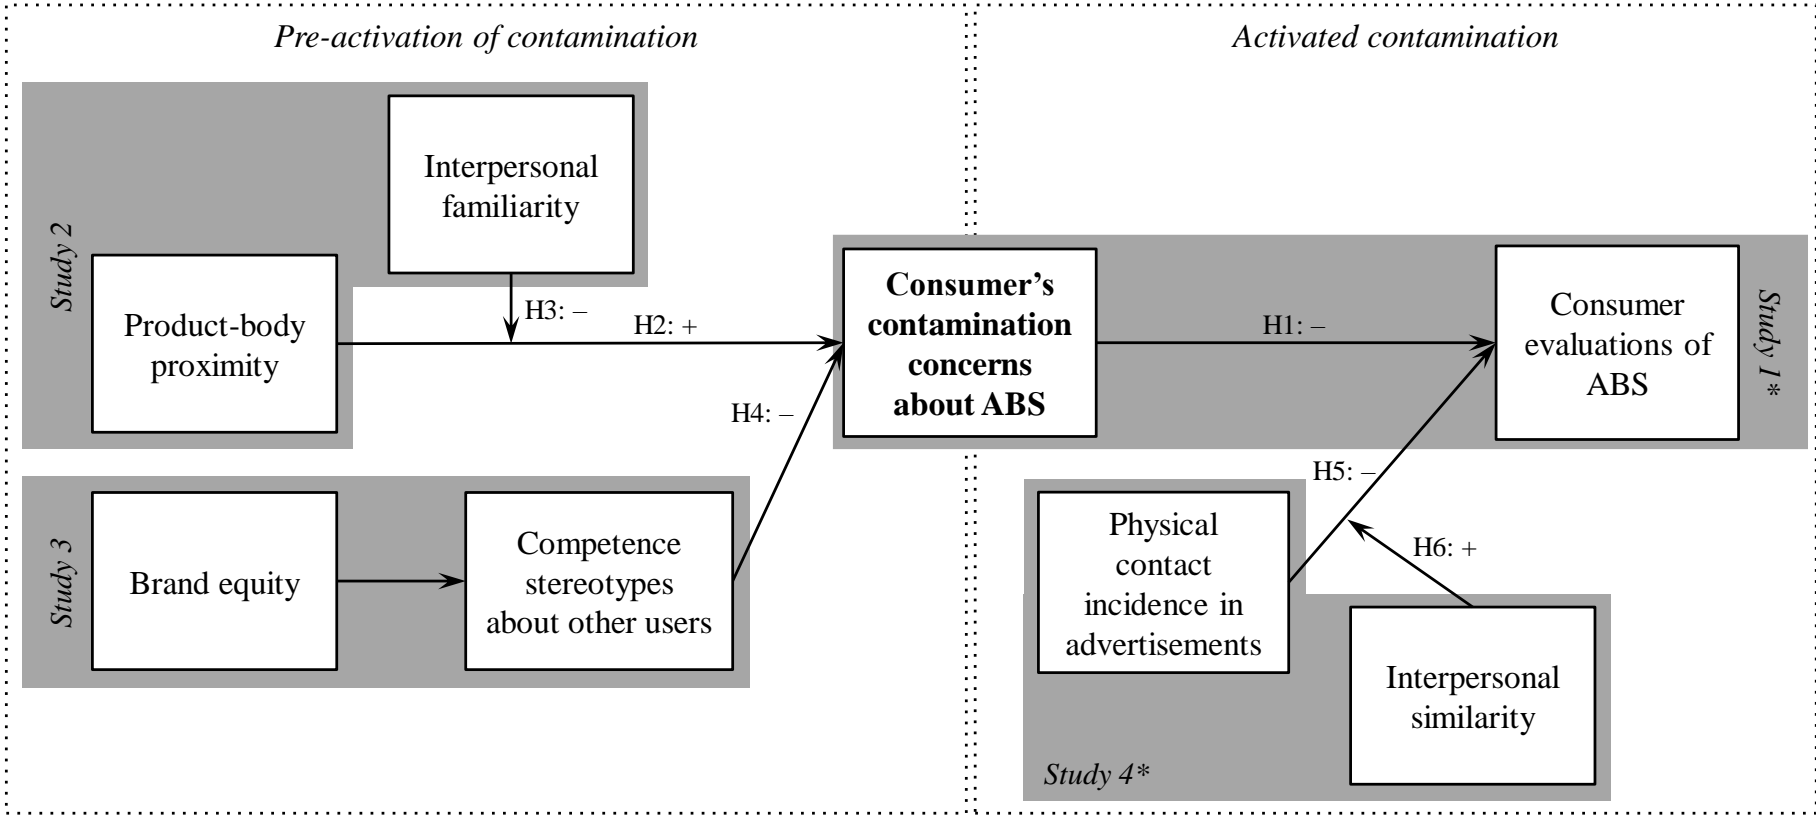 Pre-activation of contamination
Activated contamination
Study 2
Interpersonal
familiarity
Product-body
proximity
H3: –
H2: +
H4: –
Study 3
Brand equity
Competence
stereotypes
about other users
Consumer’s
contamination
concerns
about ABS
H1: –
Consumer
evaluations of
ABS
Study 1*
H5: –
H6: +
Physical
contact
incidence in
advertisements
Interpersonal
similarity
Study 4*